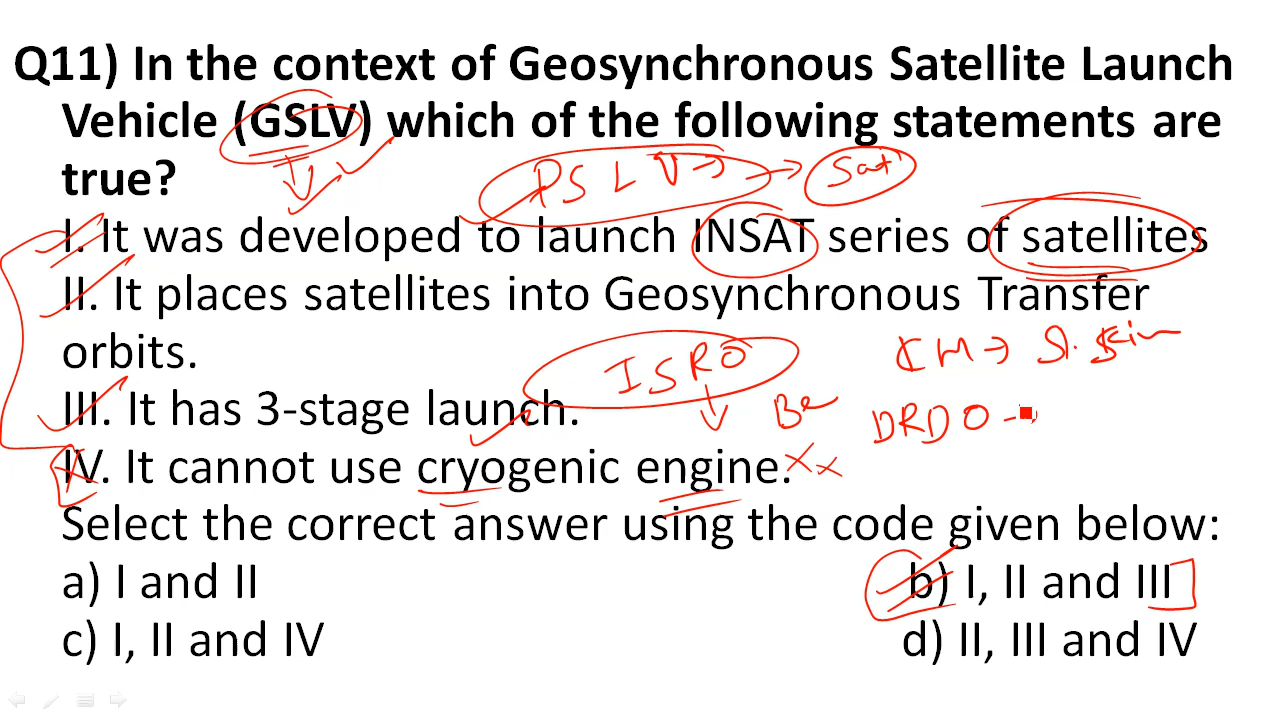 Q11) In the context of Geosynchronous Satellite Launch
Vehicle (GSLV) which of the following statements are
true?
PSLV → → Sat
I. It was developed to launch INSAT series of satellites
II. It places satellites into Geosynchronous Transfer
orbits.
ISRO
III. It has 3-stage launch.
DRDO
IV. It cannot use cryogenic engine.
Select the correct answer using the code given below:
a) I and II
b) I, II and III
c) I, II and IV
d) II, III and IV